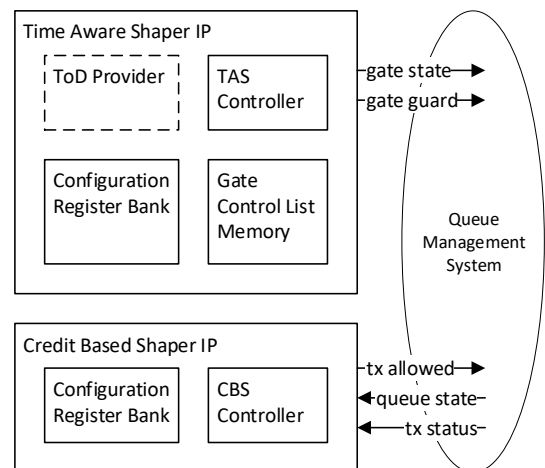 Time Aware Shaper IP
ToD Provider
TAS
Controller
gate state
gate guard
Configuration
Register Bank
Gate
Control List
Memory
Queue
Management
System
Credit Based Shaper IP
Configuration
Register Bank
CBS
Controller
tx allowed
queue state
tx status